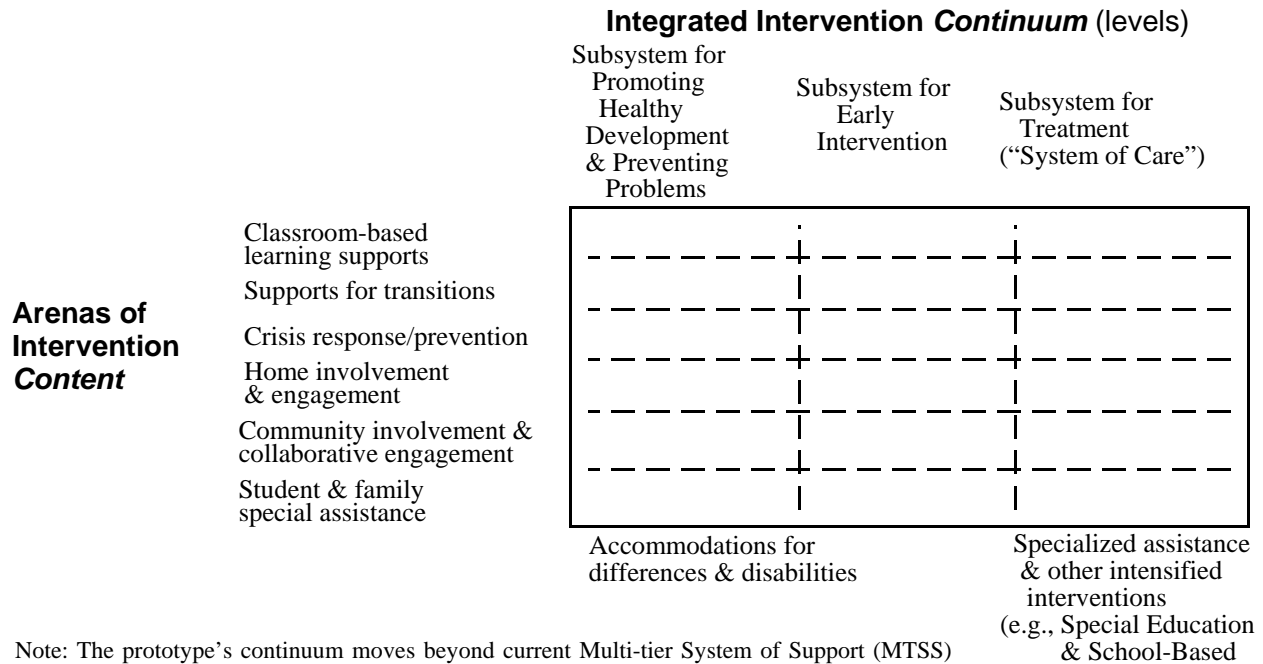 Integrated Intervention Continuum (levels)
Subsystem for
Promoting
Healthy
Development
& Preventing
Problems
Subsystem for
Early
Intervention
Subsystem for
Treatment
(“System of Care”)
Arenas of
Intervention
Content
Classroom-based
learning supports
Supports for transitions
Crisis response/prevention
Home involvement
& engagement
Community involvement &
collaborative engagement
Student & family
special assistance
Accommodations for
differences & disabilities
Specialized assistance
& other intensified
interventions
(e.g., Special Education
& School-Based
Note: The prototype’s continuum moves beyond current Multi-tier System of Support (MTSS)